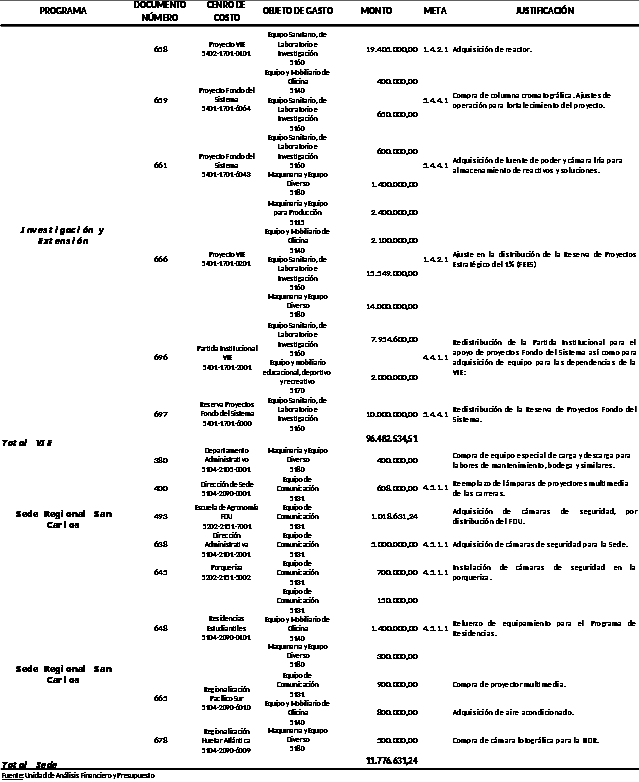 PROGRAMA
DOCUMENTO
NÚMERO
CENRO DE
COSTO
OBJETO DE GASTO
MONTO
META
JUSTIFICACIÓN
Investigación y
Extensión
658
Proyecto VIE
5402-1701-0101
Equipo Sanitario, de
Laboratorio e
Investigación
5160
19.405.000,00
1.4.2.1
Adquisición de reactor.
659
Proyecto Fondo del
Sistema
5401-1701-6064
Equipo y Mobiliario de
Oficina
5140
400.000,00
Equipo Sanitario, de
Laboratorio e
Investigación
5160
650.000,00
5.4.4.1
Compra de columna cromatográfica. Ajustes de
operación para fortalecimiento del proyecto.
661
Proyecto Fondo del
Sistema
5401-1701-6043
Equipo Sanitario, de
Laboratorio e
Investigación
5160
600.000,00
Maquinaria y Equipo
Diverso
5180
1.400.000,00
5.4.4.1
Adquisición de fuente de poder y cámara fría para
almacenamiento de reactivos y soluciones.
666
Proyecto VIE
5401-1701-0201
Maquinaria y Equipo
para Producción
5115
2.400.000,00
Equipo y Mobiliario de
Oficina
5140
2.100.000,00
Equipo Sanitario, de
Laboratorio e
Investigación
5160
15.549.000,00
Maquinaria y Equipo
Diverso
5180
14.000.000,00
1.4.2.1
Ajuste en la distribución de la Reserva de Proyectos
Estratégico del 1% (FEES)
696
Partida Institucional
VIE
5401-1701-2001
Equipo Sanitario, de
Laboratorio e
Investigación
5160
7.954.600,00
Equipo y mobiliario
educacional, deportivo
y recreativo
5170
2.000.000,00
4.4.1.1
Redistribución de la Partida Institucional para el
apoyo de proyectos Fondo del Sistema así como para
adquisición de equipo para las dependencias de la
VIE:
697
Reserva Proyectos
Fondo del Sistema
5401-1701-6000
Equipo Sanitario, de
Laboratorio e
Investigación
5160
10.000.000,00
5.4.4.1
Redistribución de la Reserva de Proyectos Fondo del
Sistema.
Total VIE
96.482.534,51
Sede Regional San
Carlos
380
Departamento
Administrativo
5104-2105-0001
Maquinaria y Equipo
Diverso
5180
400.000,00
Compra de equipo especial de carga y descarga para
labores de mantenimiento, bodega y similares.
400
Dirección de Sede
5104-2090-0001
Equipo de
Comunicación
5131
608.000,00
4.5.1.1
Reemplazo de lámparas de proyectores multimedia
de las carreras.
493
Escuela de Agronomía
FDU
5202-2151-7001
Equipo de
Comunicación
5131
1.018.631,24
Adquisición de cámaras de seguridad, por
distribución del FDU.
638
Dirección
Administrativa
5104-2101-2001
Equipo de
Comunicación
5131
5.000.000,00
4.5.1.1
Adquisición de cámaras de seguridad para la Sede.
645
Porqueriza
5202-2151-5002
Equipo de
Comunicación
5131
700.000,00
4.5.1.1
Instalación de cámaras de seguridad en la
porqueriza.
Sede Regional San
Carlos
648
Residencias
Estudiantiles
5104-2090-0101
Equipo de
Comunicación
5131
150.000,00
Equipo y Mobiliario de
Oficina
5140
1.400.000,00
Maquinaria y Equipo
Diverso
5180
300.000,00
4.5.1.1
Refuerzo de equipamiento para el Programa de
Residencias.
665
Regionalización
Pacífico Sur
5104-2090-6010
Equipo de
Comunicación
5131
900.000,00
Compra de proyector multimedia.
Equipo y Mobiliario de
Oficina
5140
800.000,00
Adquisición de aire acondicionado.
678
Regionalización
Huetar Atlántica
5104-2090-6009
Maquinaria y Equipo
Diverso
5180
500.000,00
Compra de cámara fotográfica para la
Total Sede
11.776.631,24
Fuente: Unidad de Análisis Financiero y Presupuesto